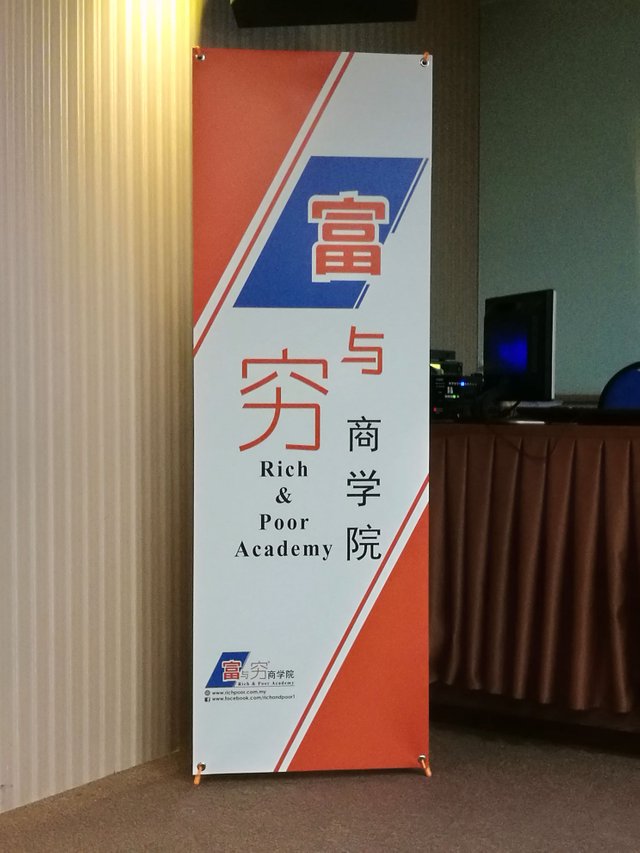 富
与
穷
商学院
Rich
&
Poor
Academy
富与穷商学院
Rich & Poor Academy
www.richpoor.com.my
www.facebook.com/richandpoor1